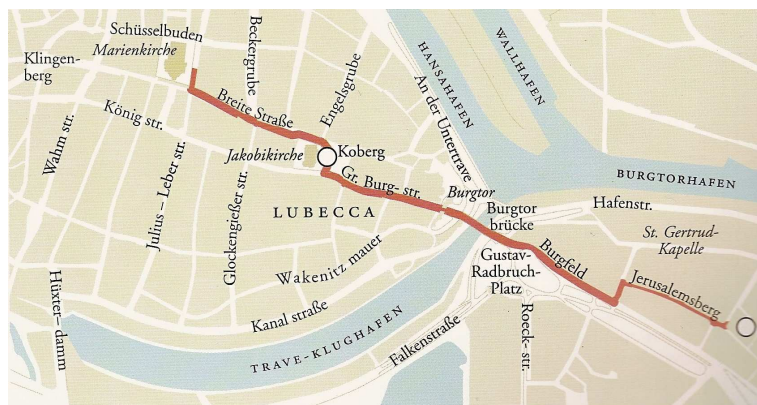 Schüsselbuden
Marienkirche
Klingen-
berg
Beckergrube
Engelsgrube
HANSAHAFEN
An der Untertrave
WALLHAFEN
Breite Straße
König str.
Wahm str.
Julius – Leber str.
Jakobikirche
Koberg
Glockengießer str.
Gr. Burg- str.
LUBECCA
Burgtor
BURGTORHAFEN
Hafenstr.
Burgtor
brücke
St. Gertrud-
Kapelle
Wakenitz mauer
Gustav-
Radbruch-
Platz
Burgfeld
Jerusalemsberg
Hüxter– damm
Kanal straße
TRAVE-KLUGHAFEN
Falkenstraße
Roeck- str.